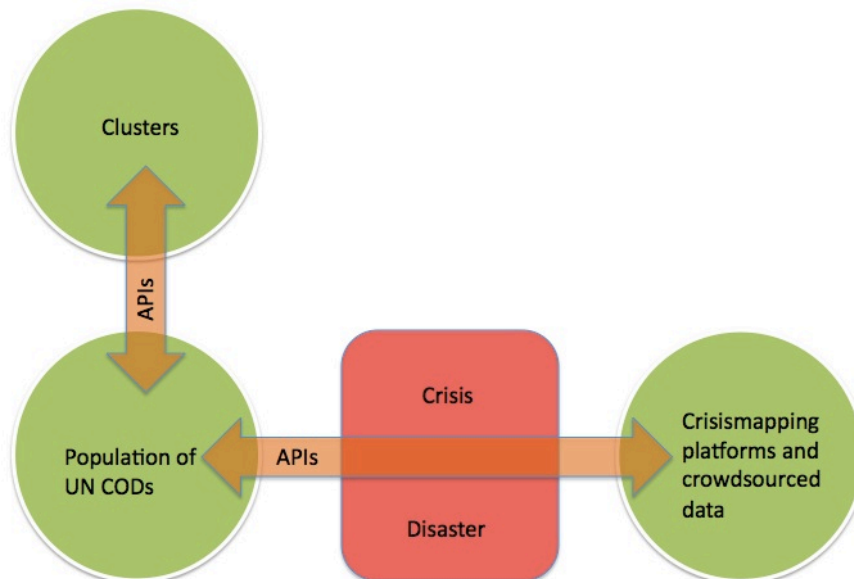 Clusters
APIs
Population of
UN CODs
APIs
Crisis
Disaster
Crisismapping
platforms and
crowdsourced
data